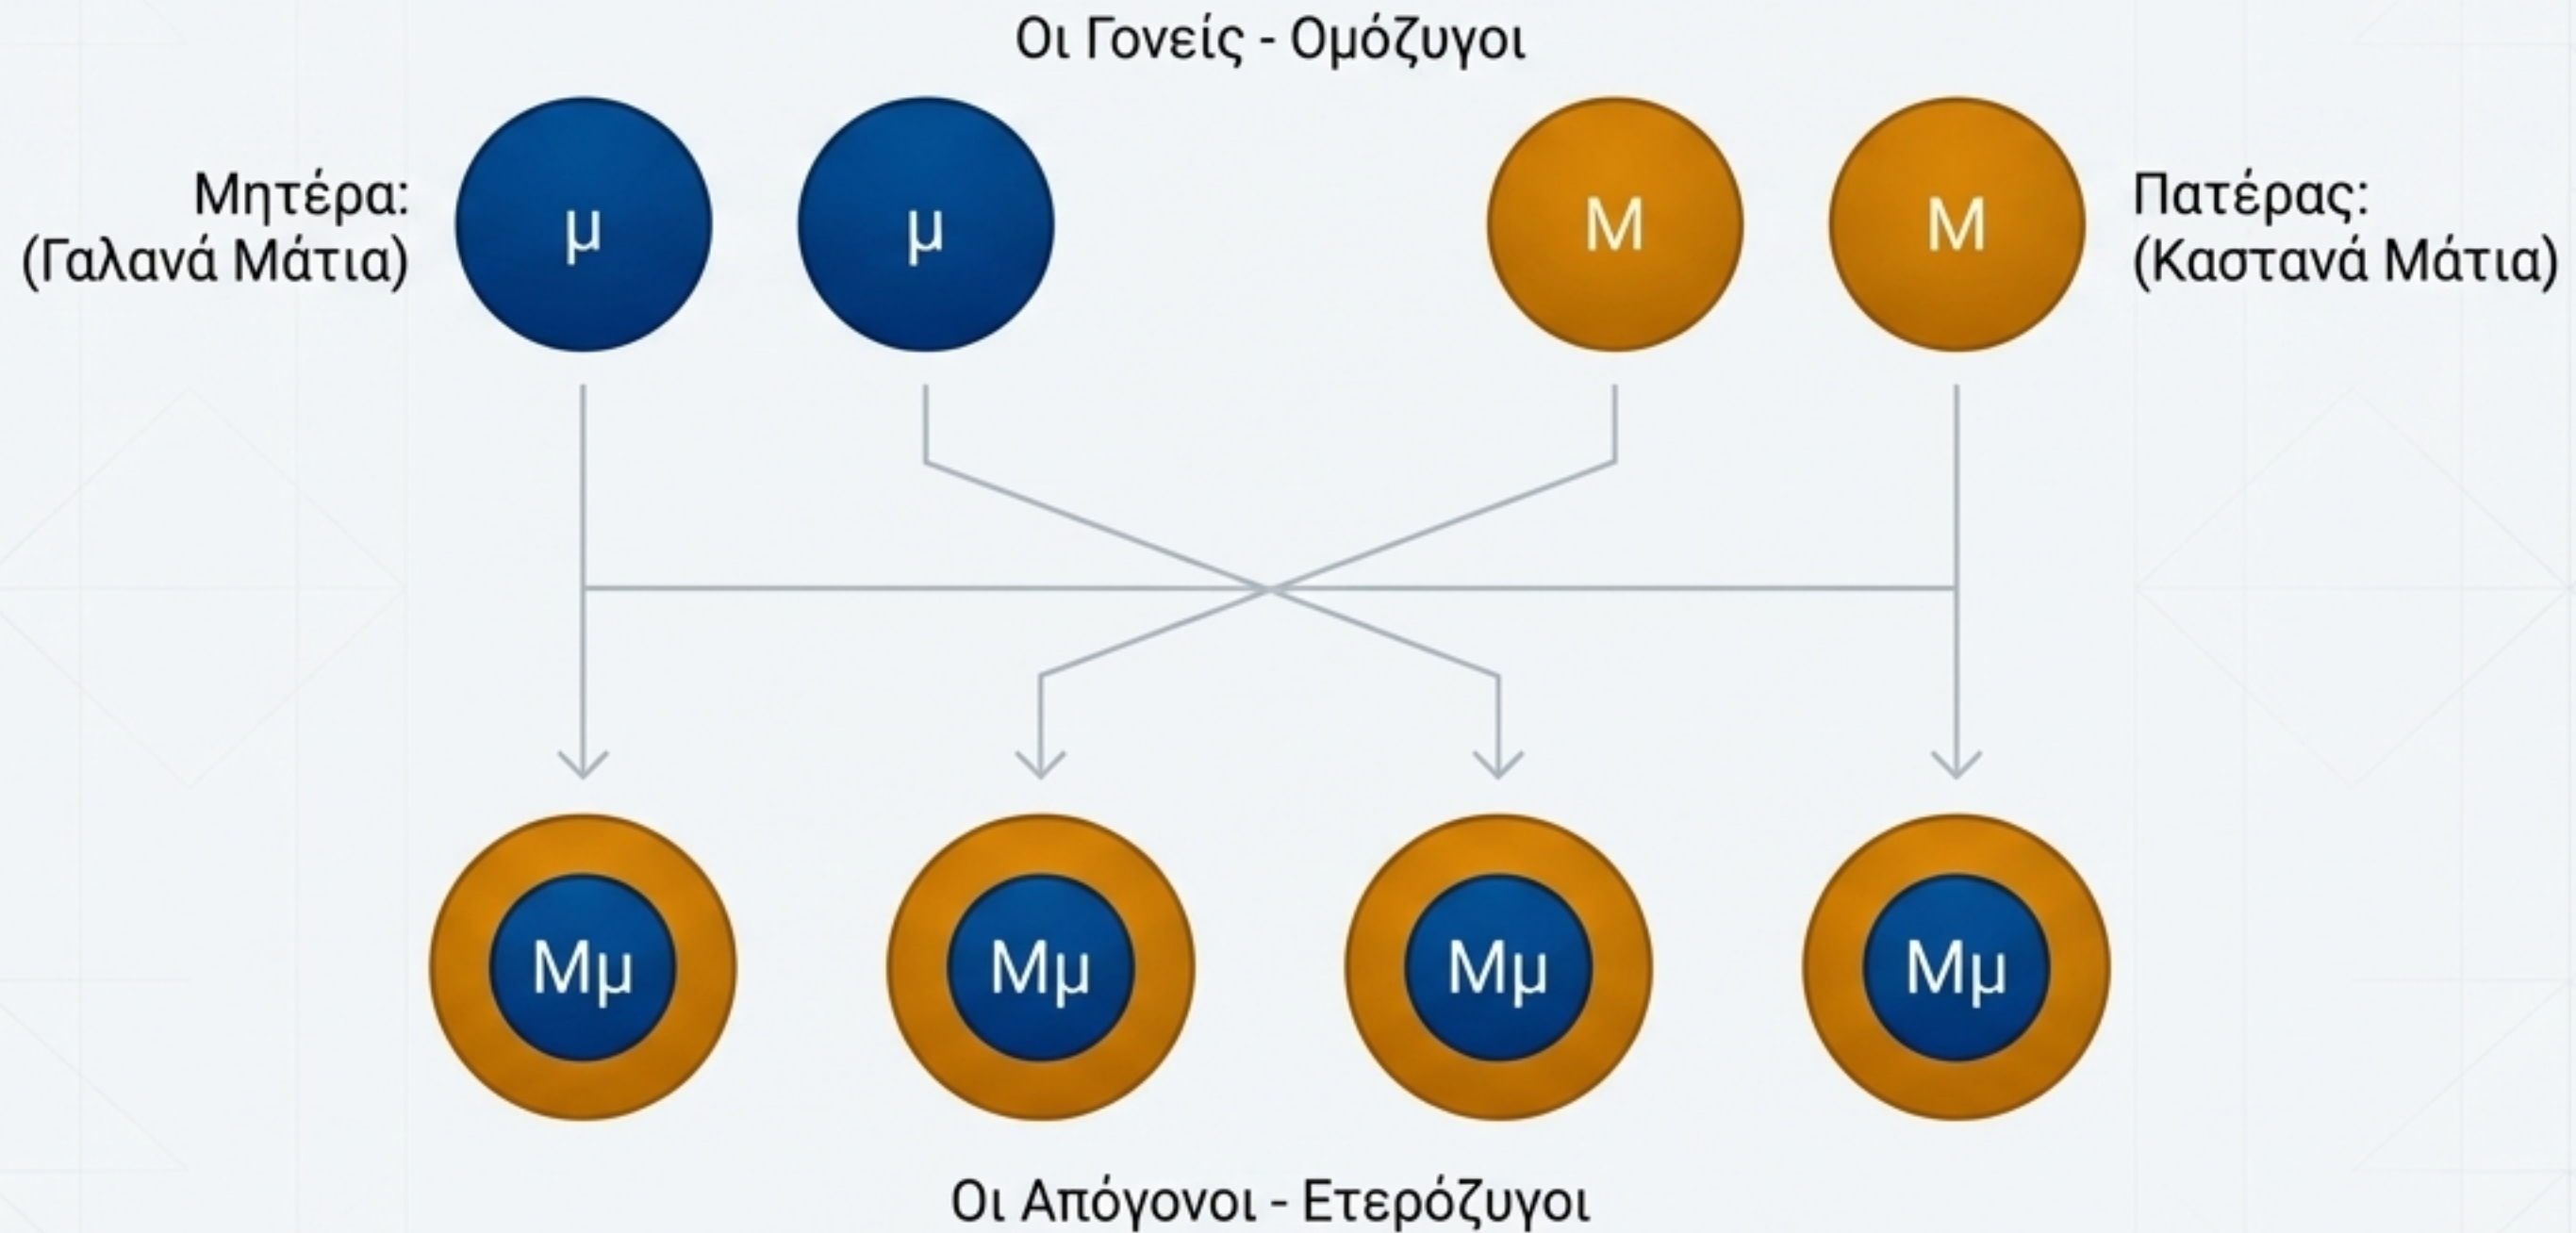 Οι Γονείς - Ομόζυγοι
Μητέρα:
(Γαλανά Μάτια)
μ
μ
Μ
Μ
Πατέρας:
(Καστανά Μάτια)
Μμ
Μμ
Μμ
Μμ
Οι Απόγονοι - Ετερόζυγοι